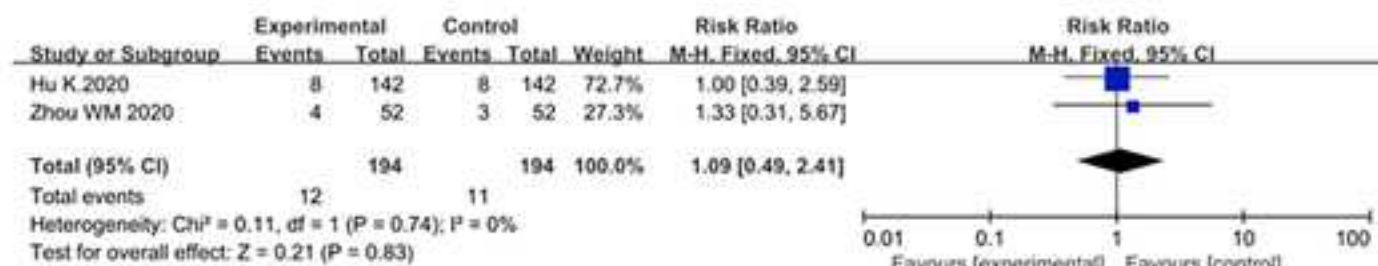 Experimental Control Risk Ratio Risk Ratio
Study or Subgroup Events Total Events Total Weight M-H. Fixed, 95% CI M-H. Fixed, 95% CI
Hu K.2020 8 142 8 142 72.7% 1.00 [0.39, 2.59]
Zhou WM 2020 4 52 3 52 27.3% 1.33 [0.31, 5.67]
Total (95% CI) 194 194 100.0% 1.09 [0.49, 2.41]
Total events 12 11
Heterogeneity: Chi² = 0.11, df = 1 (P = 0.74); I² = 0%
Test for overall effect: Z = 0.21 (P = 0.83)
0.01 0.1 1 10 100
Favours [experimental] Favours [control]